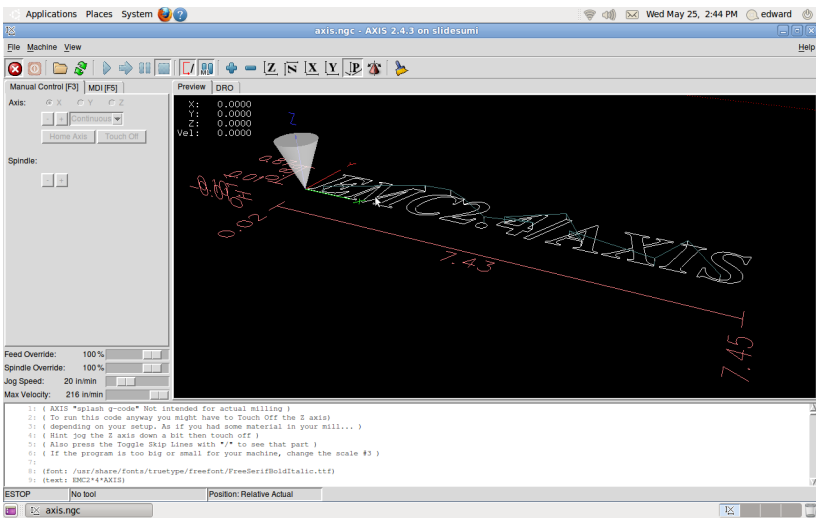 Applications Places System ? Wed May 25, 2:44 PM edward
axis.ngc - AXIS 2.4.3 on slidesumi
File Machine View Help
Z N X Y P
Manual Control [F3] MDI [F5] Preview DRO
Axis: X Y Z
- + Continuous
Home Axis Touch Off
Spindle:
- +
X: 0.0000
Y: 0.0000
Z: 0.0000
Vel: 0.0000
Z
EMC2.4/AXIS
7.43
Feed Override: 100 %
Spindle Override: 100 %
Jog Speed: 20 in/min
Max Velocity: 216 in/min
1: ( AXIS "splash g-code" Not intended for actual milling )
2: ( To run this code anyway you might have to Touch Off the Z axis)
3: ( depending on your setup. As if you had some material in your mill... )
4: ( Hint jog the Z axis down a bit then touch off )
5: ( Also press the Toggle Skip Lines with "/" to see that part )
6: ( If the program is too big or small for your machine, change the scale #3 )
7:
8: (font: /usr/share/fonts/truetype/freefont/FreeSerifBoldItalic.ttf)
9: (text: EMC2*4*AXIS)
ESTOP No tool Position: Relative Actual
axis.ngc